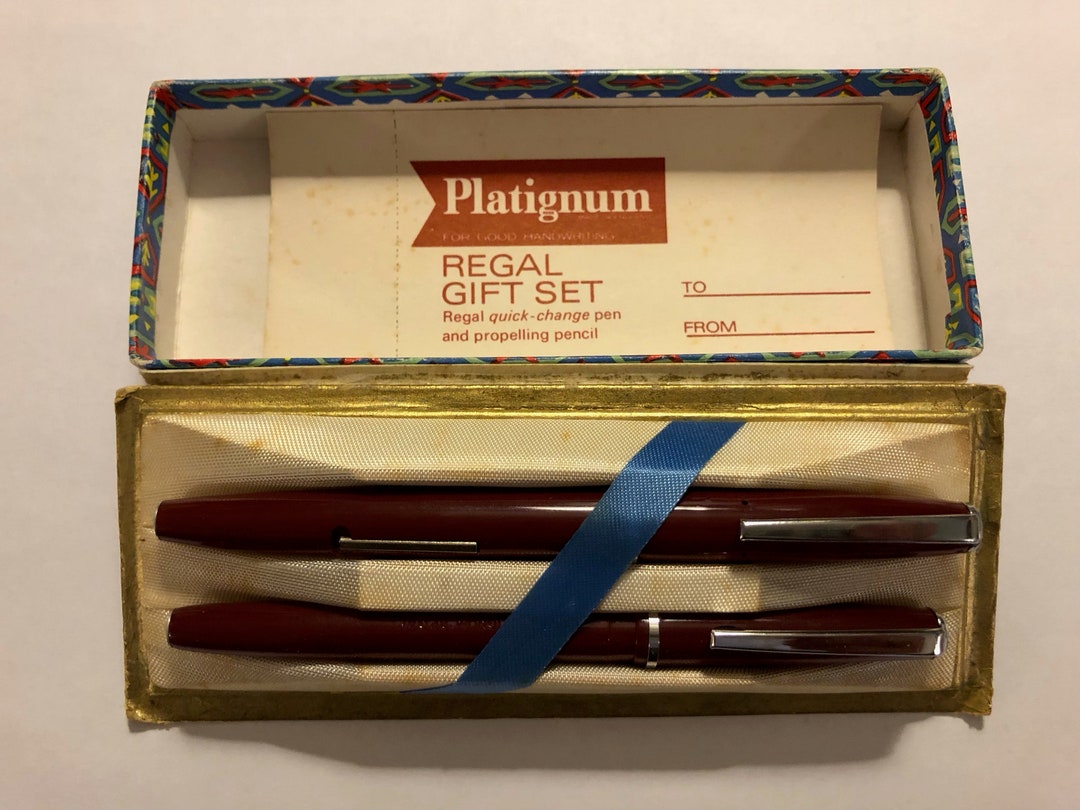 Platignum
FOR GOOD HANDWRITING
REGAL
GIFT SET
Regal quick-change pen
and propelling pencil
TO
FROM